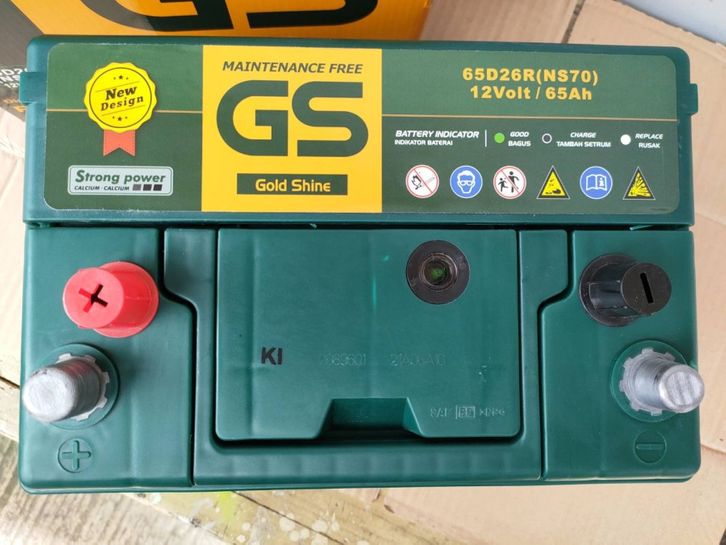 GS
New
Design
MAINTENANCE FREE
GS
Gold Shine
65D26R(NS70)
12Volt / 65Ah
BATTERY INDICATOR
INDIKATOR BATERAI
GOOD
BAGUS
CHARGE
TAMBAH SETRUM
REPLACE
RUSAK
Strong power
CALCIUM - CALCIUM
KI
+
-